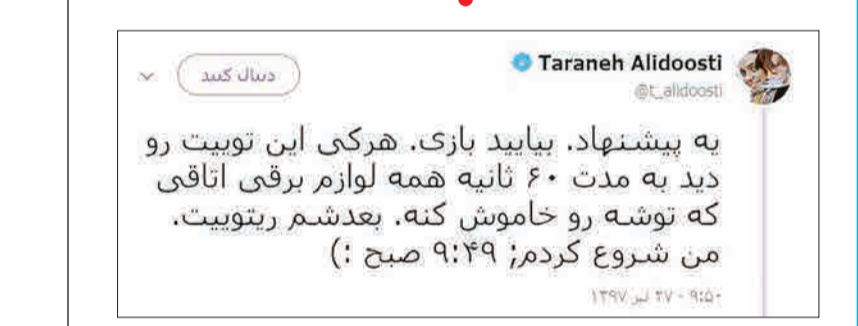 Taraneh Alidoosti
@t_alidoosti
دنبال کنید
یه پیشنهاد. بیایید بازی. هرکی این توییت رو
دید به مدت ۶۰ ثانیه همه لوازم برقی اتاقی
که توشه رو خاموش کنه. بعدشم ریتوییت.
من شروع کردم; ۹:۴۹ صبح :)
۹:۵۰ - ۲۷ تیر ۱۳۹۷